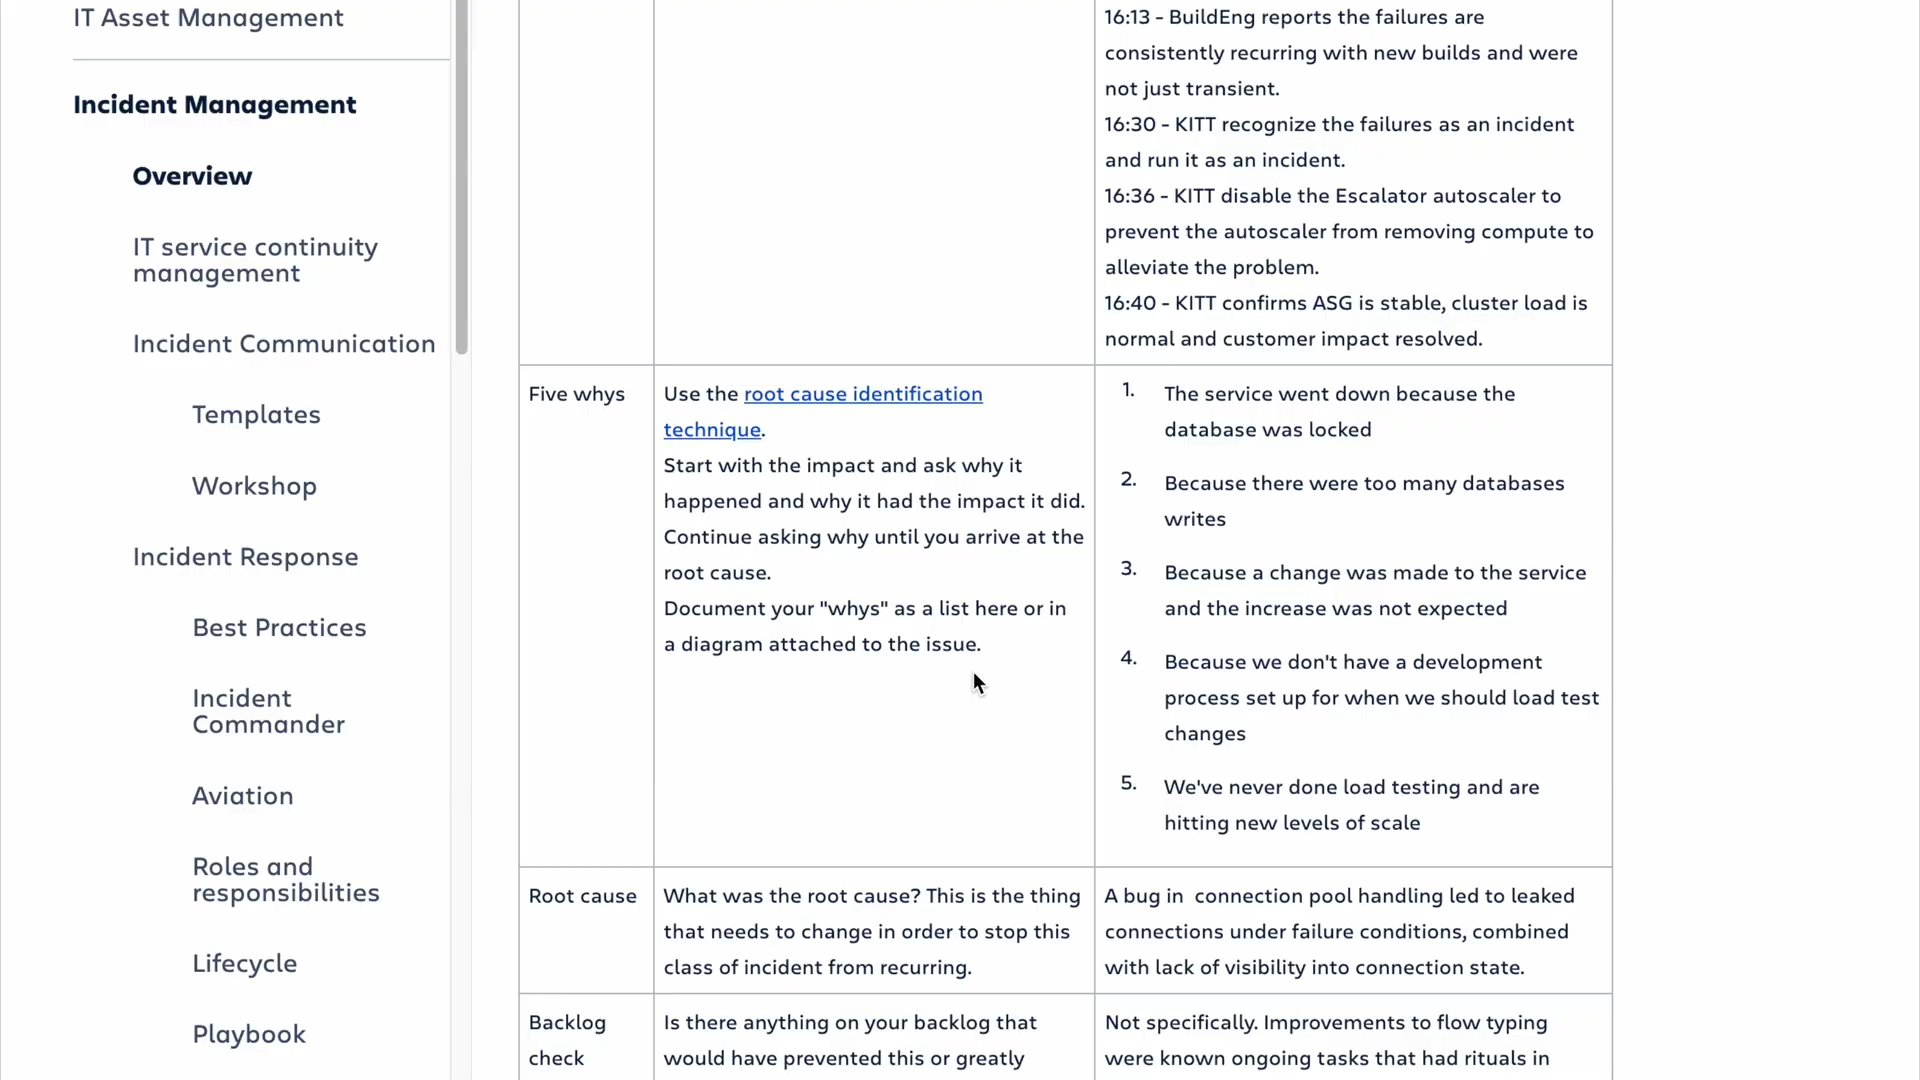 IT Asset Management
Incident Management
Overview
IT service continuity
management
Incident Communication
Templates
Workshop
Incident Response
Best Practices
Incident
Commander
Aviation
Roles and
responsibilities
Lifecycle
Playbook
16:13 - BuildEng reports the failures are
consistently recurring with new builds and were
not just transient.
16:30 - KITT recognize the failures as an incident
and run it as an incident.
16:36 - KITT disable the Escalator autoscaler to
prevent the autoscaler from removing compute to
alleviate the problem.
16:40 - KITT confirms ASG is stable, cluster load is
normal and customer impact resolved.
Five whys
Use the root cause identification
technique.
Start with the impact and ask why it
happened and why it had the impact it did.
Continue asking why until you arrive at the
root cause.
Document your "whys" as a list here or in
a diagram attached to the issue.
1. The service went down because the
database was locked
2. Because there were too many databases
writes
3. Because a change was made to the service
and the increase was not expected
4. Because we don't have a development
process set up for when we should load test
changes
5. We've never done load testing and are
hitting new levels of scale
Root cause
What was the root cause? This is the thing
that needs to change in order to stop this
class of incident from recurring.
A bug in  connection pool handling led to leaked
connections under failure conditions, combined
with lack of visibility into connection state.
Backlog
check
Is there anything on your backlog that
would have prevented this or greatly
Not specifically. Improvements to flow typing
were known ongoing tasks that had rituals in